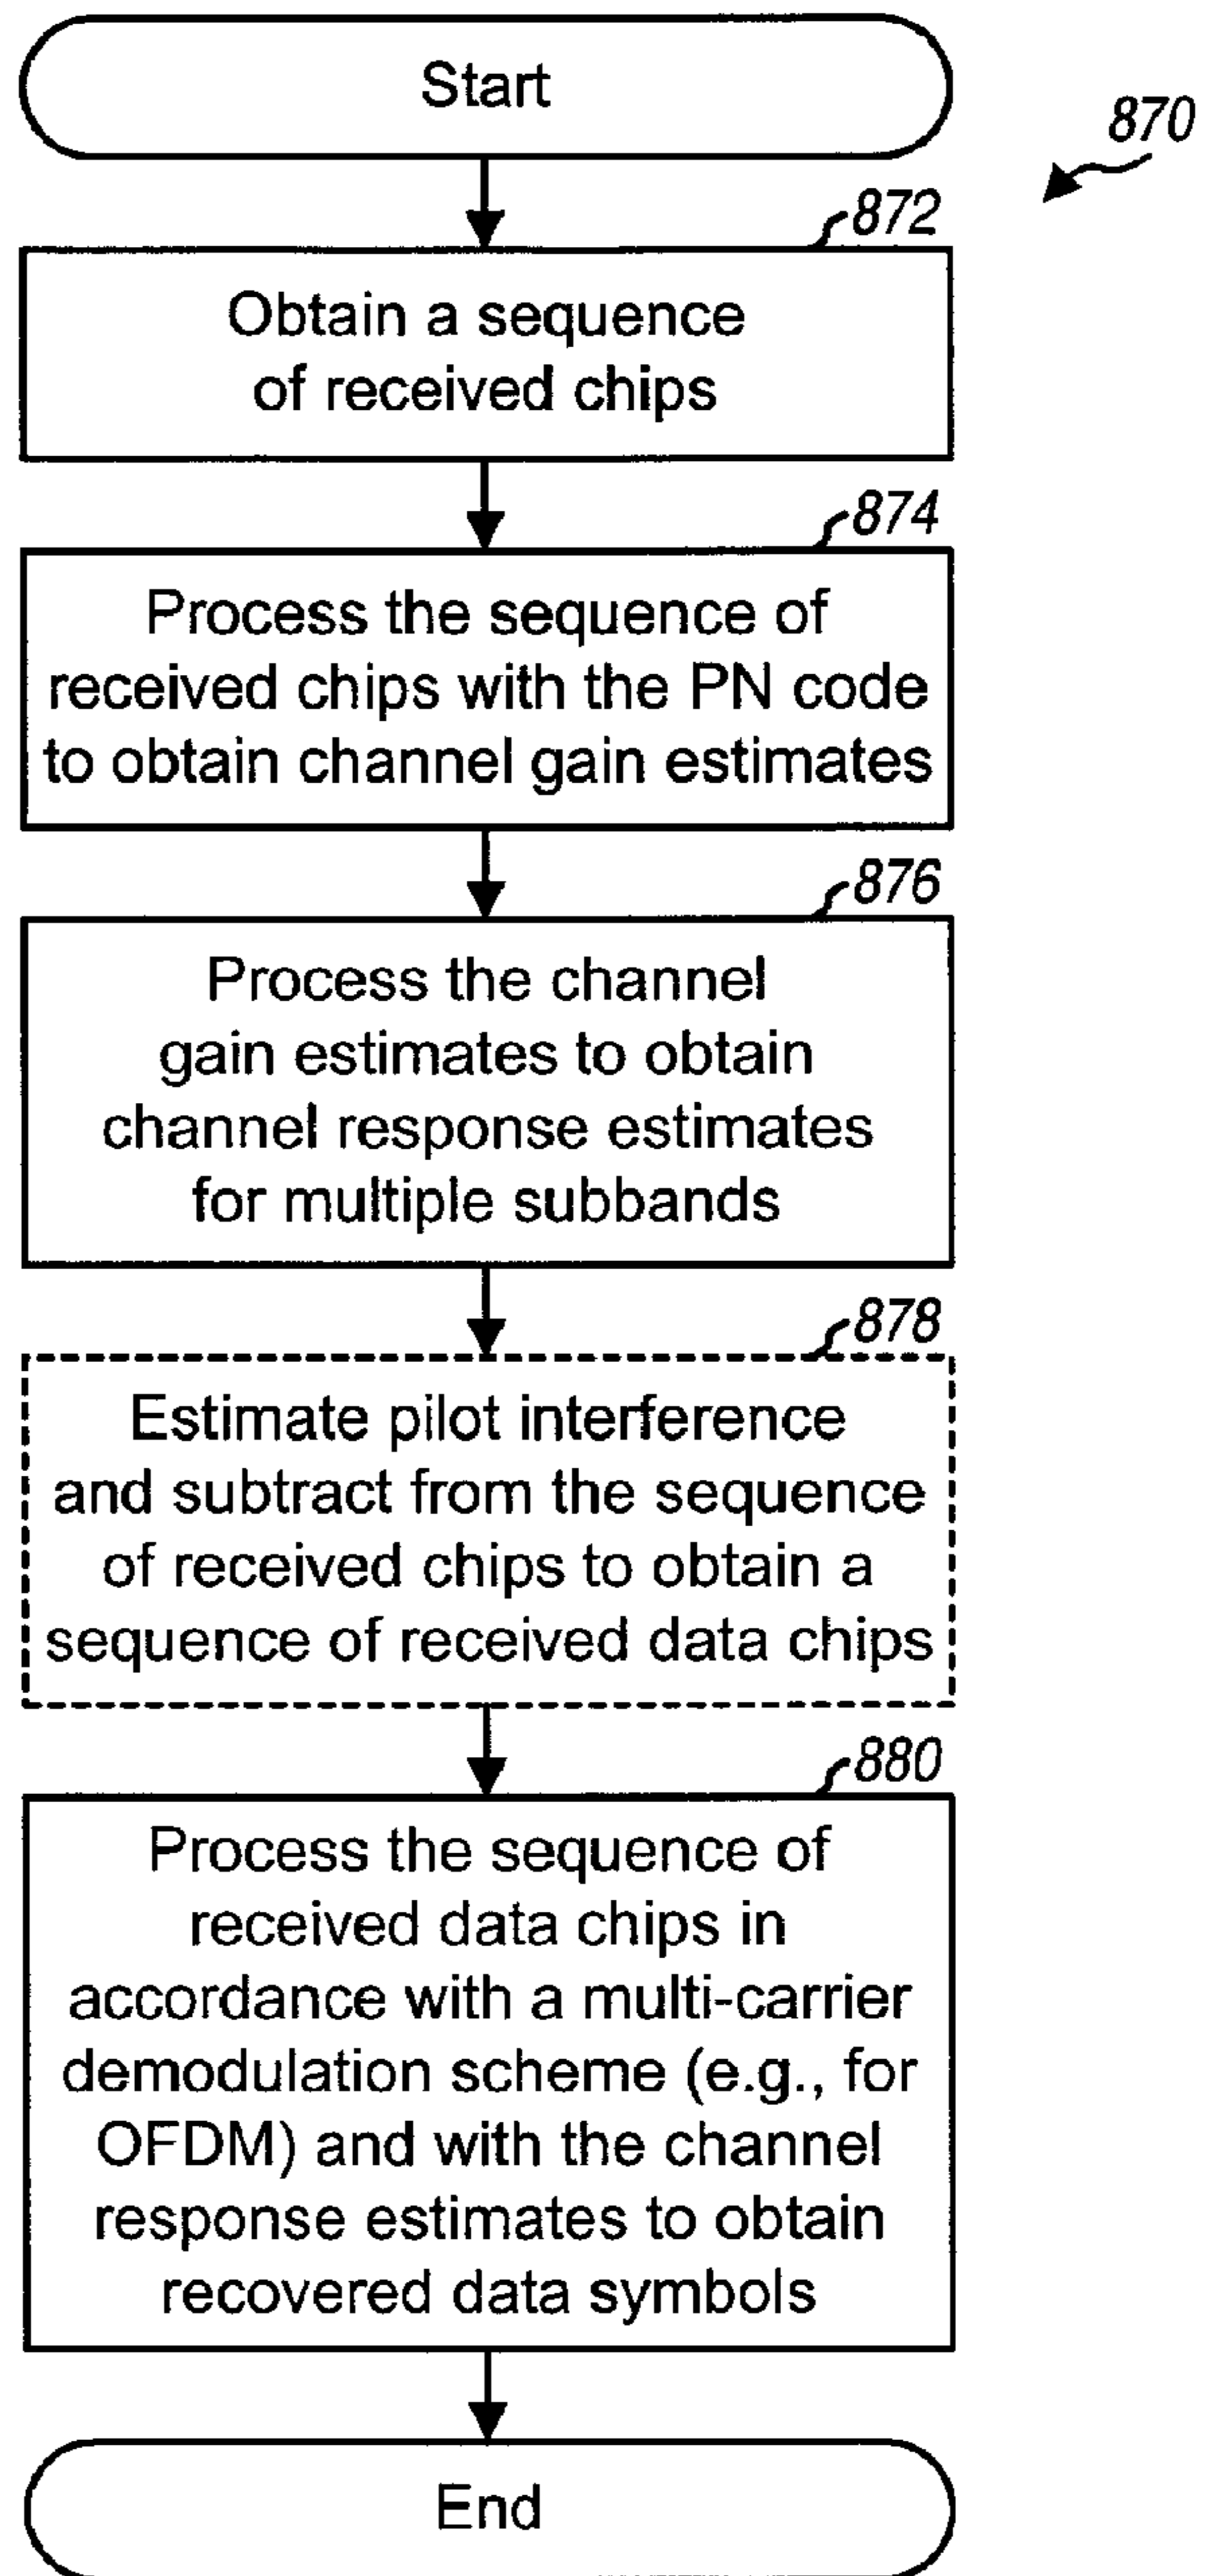 Start
870
872
Obtain a sequence
of received chips
874
Process the sequence of
received chips with the PN code
to obtain channel gain estimates
876
Process the channel
gain estimates to obtain
channel response estimates
for multiple subbands
878
Estimate pilot interference
and subtract from the sequence
of received chips to obtain a
sequence of received data chips
880
Process the sequence of
received data chips in
accordance with a multi-carrier
demodulation scheme (e.g., for
OFDM) and with the channel
response estimates to obtain
recovered data symbols
End